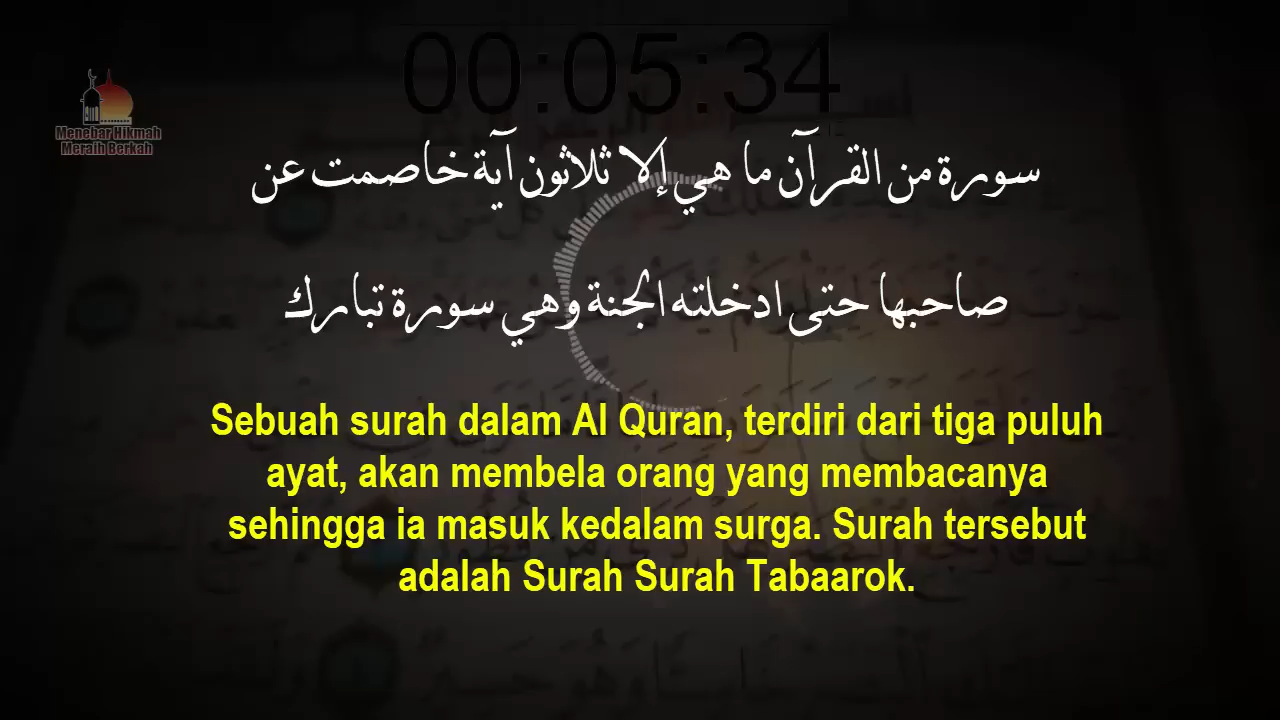 00:05:34
Menebar Hikmah
Meraih Berkah
سورة من القرآن ما هي إلا ثلاثون آية خاصمت عن
صاحبها حتى ادخلته الجنة وهي سورة تبارك
Sebuah surah dalam Al Quran, terdiri dari tiga puluh
ayat, akan membela orang yang membacanya
sehingga ia masuk kedalam surga. Surah tersebut
adalah Surah Surah Tabaarok.